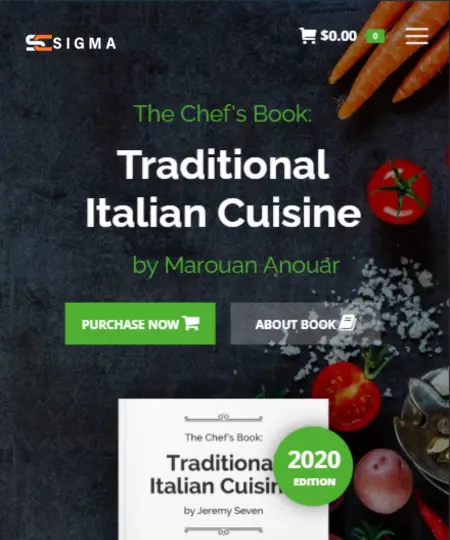 SIGMA
$0.00 0
The Chef's Book:
Traditional
Italian Cuisine
by Marouan Anouar
PURCHASE NOW
ABOUT BOOK
The Chef's Book:
Traditiona
Italian Cuisin
by Jeremy Seven
2020
EDITION